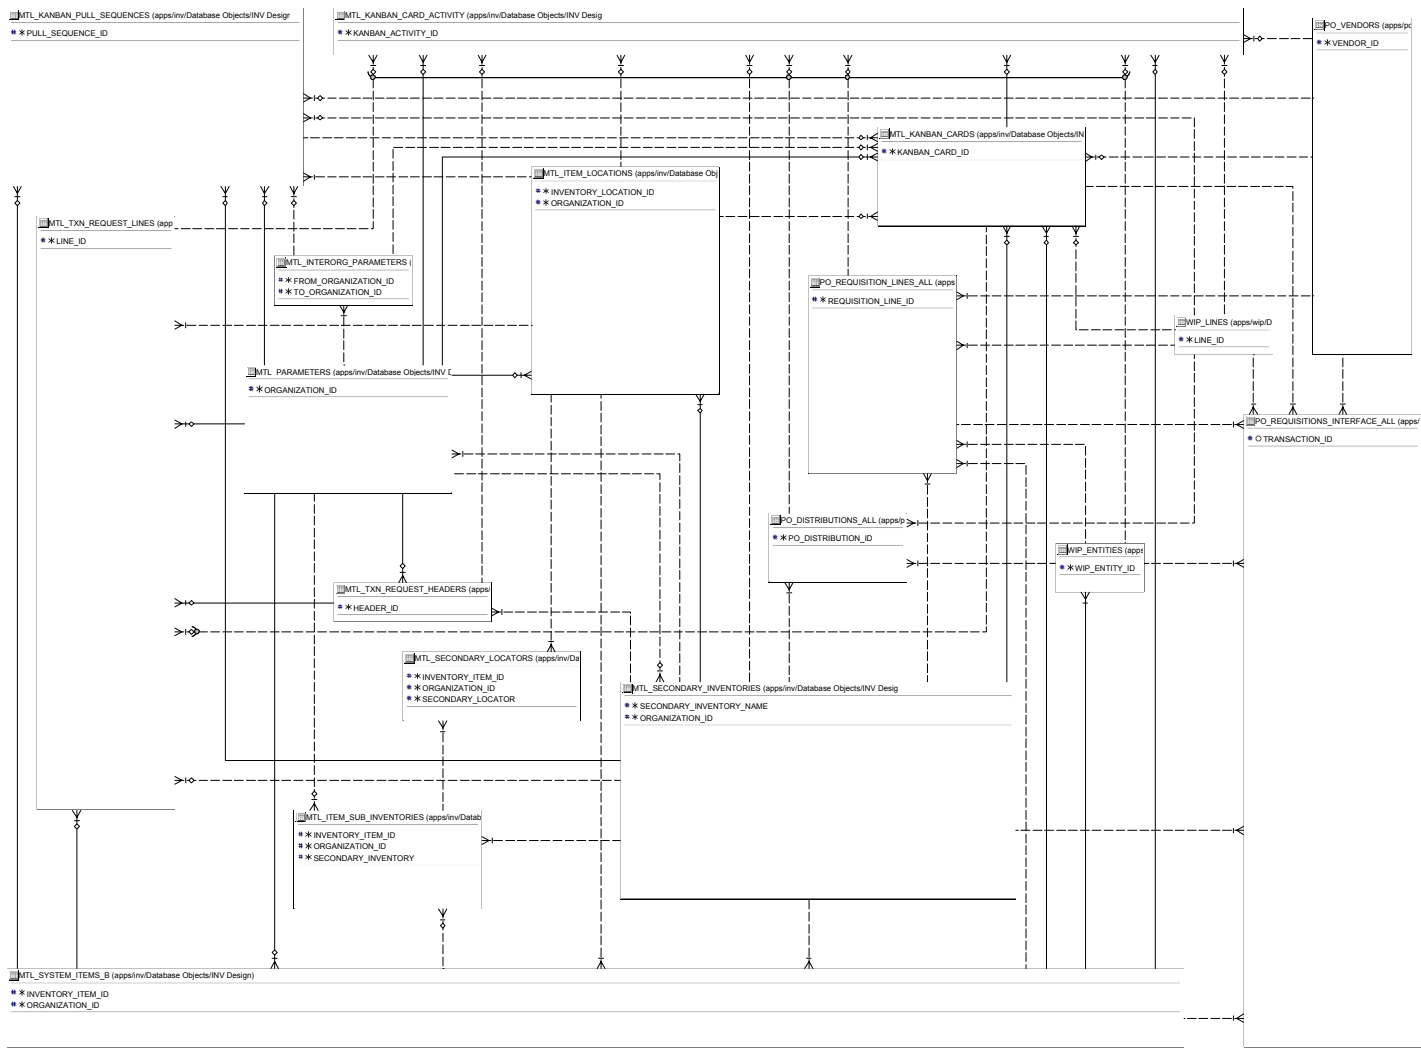 MTL_KANBAN_PULL_SEQUENCES (apps/inv/Database Objects/INV Design
# * PULL_SEQUENCE_ID
MTL_KANBAN_CARD_ACTIVITY (apps/inv/Database Objects/INV Desig
# * KANBAN_ACTIVITY_ID
PO_VENDORS (apps/po
# * VENDOR_ID
MTL_KANBAN_CARDS (apps/inv/Database Objects/IN
# * KANBAN_CARD_ID
MTL_ITEM_LOCATIONS (apps/inv/Database Obj
# * INVENTORY_LOCATION_ID
# * ORGANIZATION_ID
MTL_TXN_REQUEST_LINES (app
# * LINE_ID
MTL_INTERORG_PARAMETERS (
# * FROM_ORGANIZATION_ID
# * TO_ORGANIZATION_ID
PO_REQUISITION_LINES_ALL (apps
# * REQUISITION_LINE_ID
WIP_LINES (apps/wip/D
# * LINE_ID
MTL_PARAMETERS (apps/inv/Database Objects/INV D
# * ORGANIZATION_ID
PO_REQUISITIONS_INTERFACE_ALL (apps/
# O TRANSACTION_ID
PO_DISTRIBUTIONS_ALL (apps/p
# * PO_DISTRIBUTION_ID
WIP_ENTITIES (apps
# * WIP_ENTITY_ID
MTL_TXN_REQUEST_HEADERS (apps/
# * HEADER_ID
MTL_SECONDARY_LOCATORS (apps/inv/Da
# * INVENTORY_ITEM_ID
# * ORGANIZATION_ID
# * SECONDARY_LOCATOR
MTL_SECONDARY_INVENTORIES (apps/inv/Database Objects/INV Desig
# * SECONDARY_INVENTORY_NAME
# * ORGANIZATION_ID
MTL_ITEM_SUB_INVENTORIES (apps/inv/Datab
# * INVENTORY_ITEM_ID
# * ORGANIZATION_ID
# * SECONDARY_INVENTORY
MTL_SYSTEM_ITEMS_B (apps/inv/Database Objects/INV Design)
# * INVENTORY_ITEM_ID
# * ORGANIZATION_ID